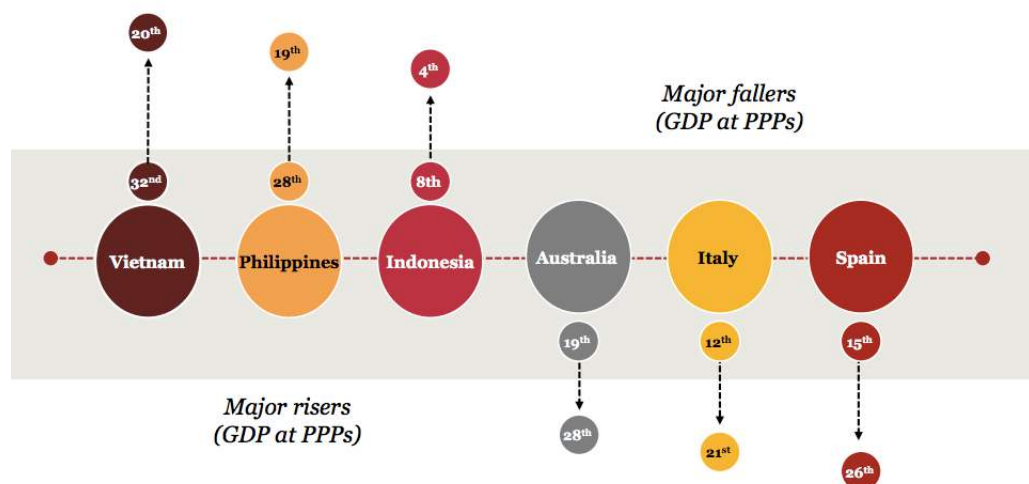 20th
19th
4th
Major fallers
(GDP at PPPs)
32nd
28th
8th
Vietnam
Philippines
Indonesia
Australia
Italy
Spain
19th
12th
15th
Major risers
(GDP at PPPs)
28th
21st
26th